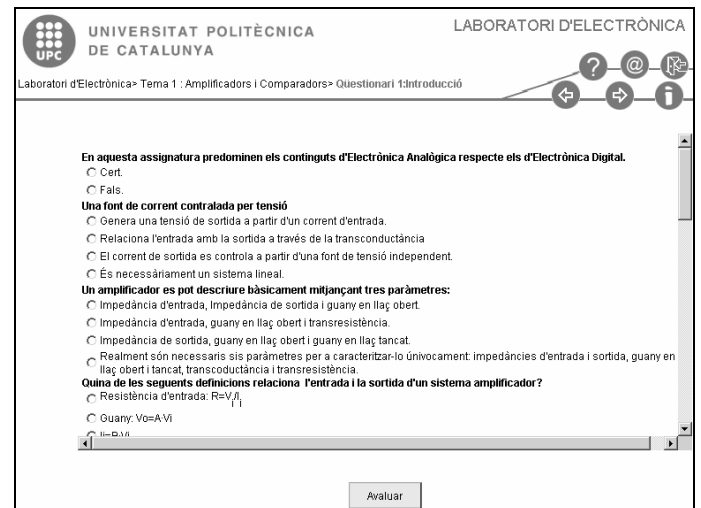 UNIVERSITAT POLITÈCNICA
DE CATALUNYA
UPC
LABORATORI D'ELECTRÒNICA
? @
i
Laboratori d'Electrònica> Tema 1 : Amplificadors i Comparadors> Qüestionari 1:Introducció
En aquesta assignatura predominen els continguts d'Electrònica Analògica respecte els d'Electrònica Digital.
Cert.
Fals.
Una font de corrent contralada per tensió
Genera una tensió de sortida a partir d'un corrent d'entrada.
Relaciona l'entrada amb la sortida a través de la transconductància
El corrent de sortida es controla a partir d'una font de tensió independent.
És necessàriament un sistema lineal.
Un amplificador es pot descriure bàsicament mitjançant tres paràmetres:
Impedància d'entrada, Impedància de sortida i guany en llaç obert.
Impedància d'entrada, guany en llaç obert i transresistència.
Impedància de sortida, guany en llaç obert i guany en llaç tancat.
Realment són necessaris sis paràmetres per a caracteritzar-lo únivocament: impedàncies d'entrada i sortida, guany en
llaç obert i tancat, transcoductància i transresistència.
Quina de les seguents definicions relaciona l'entrada i la sortida d'un sistema amplificador?
Resistència d'entrada: R=Vi/Ii
Guany: Vo=A·Vi
Avaluar